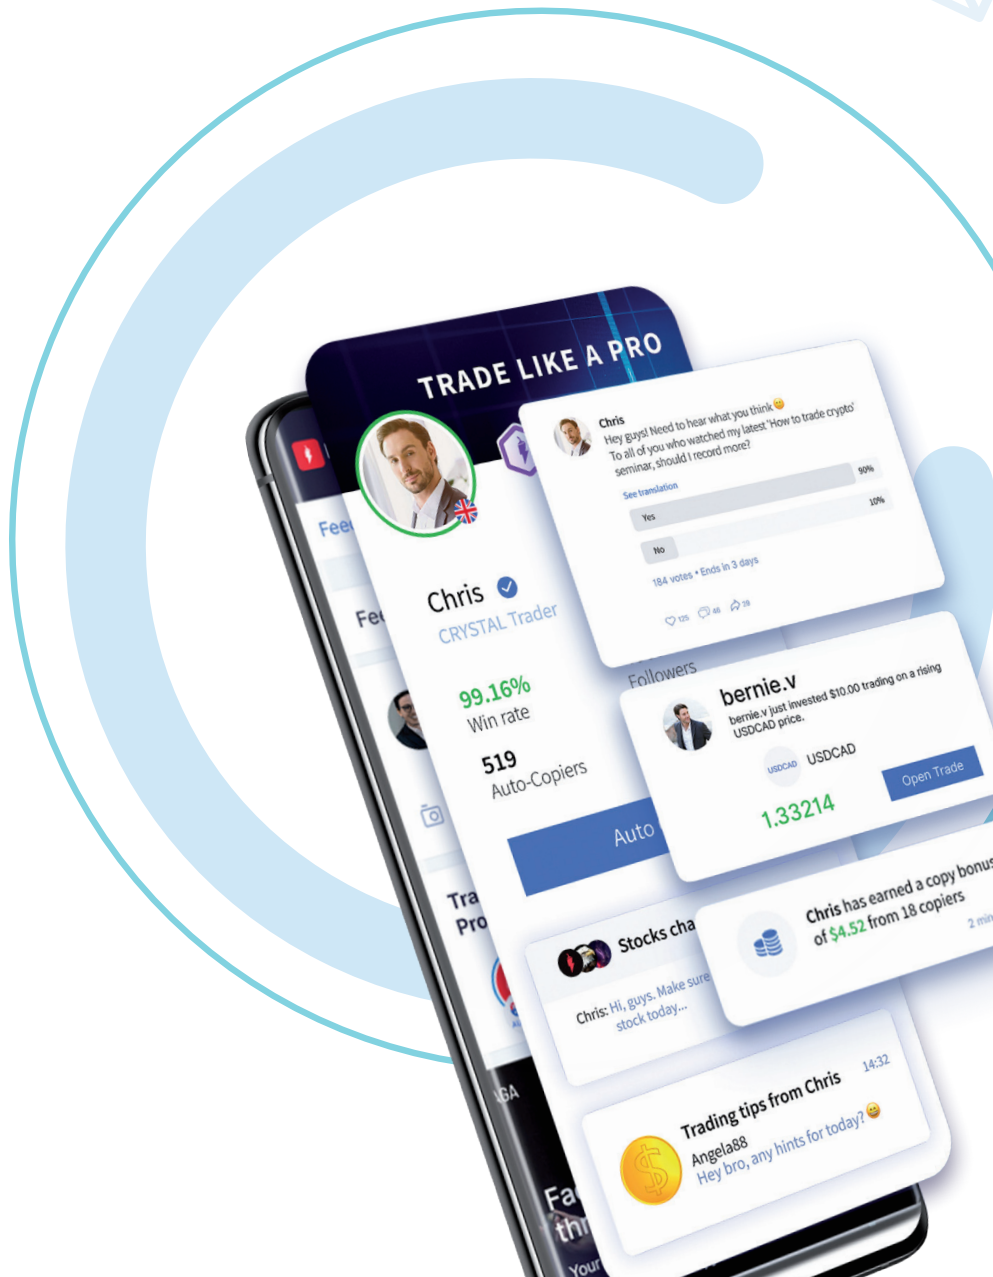 TRADE LIKE A PRO
Chris
CRYSTAL Trader
99.16%
Win rate
Followers
519
Auto-Copiers
Auto
Chris
Hey guys! Need to hear what you think 😀
To all of you who watched my latest 'How to trade crypto'
seminar, should I record more?
See translation
Yes
90%
No
10%
184 votes • Ends in 3 days
125
46
28
bernie.v
bernie.v just invested $10.00 trading on a rising
USDCAD price.
USDCAD
USDCAD
1.33214
Open Trade
Chris has earned a copy bonus
of $4.52 from 18 copiers
2 min
Stocks cha
Chris: Hi, guys. Make sure
stock today...
Trading tips from Chris
14:32
Angela88
Hey bro, any hints for today? 😀
Fee
Fee
Tra
Pro
Fa
thr
Your